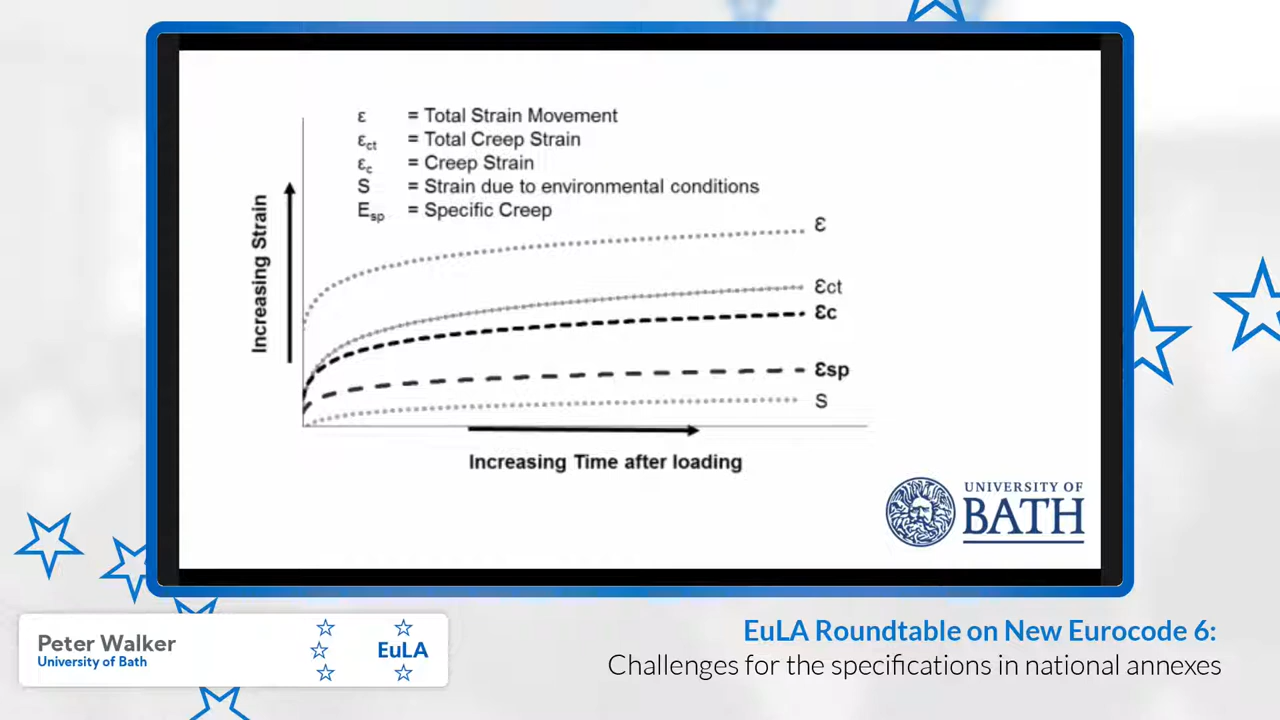 ε = Total Strain Movement
εct = Total Creep Strain
εc = Creep Strain
S = Strain due to environmental conditions
Esp = Specific Creep
Increasing Strain
ε
εct
εc
εsp
S
Increasing Time after loading
UNIVERSITY OF
BATH
Peter Walker
University of Bath
EuLA
EuLA Roundtable on New Eurocode 6:
Challenges for the specifications in national annexes